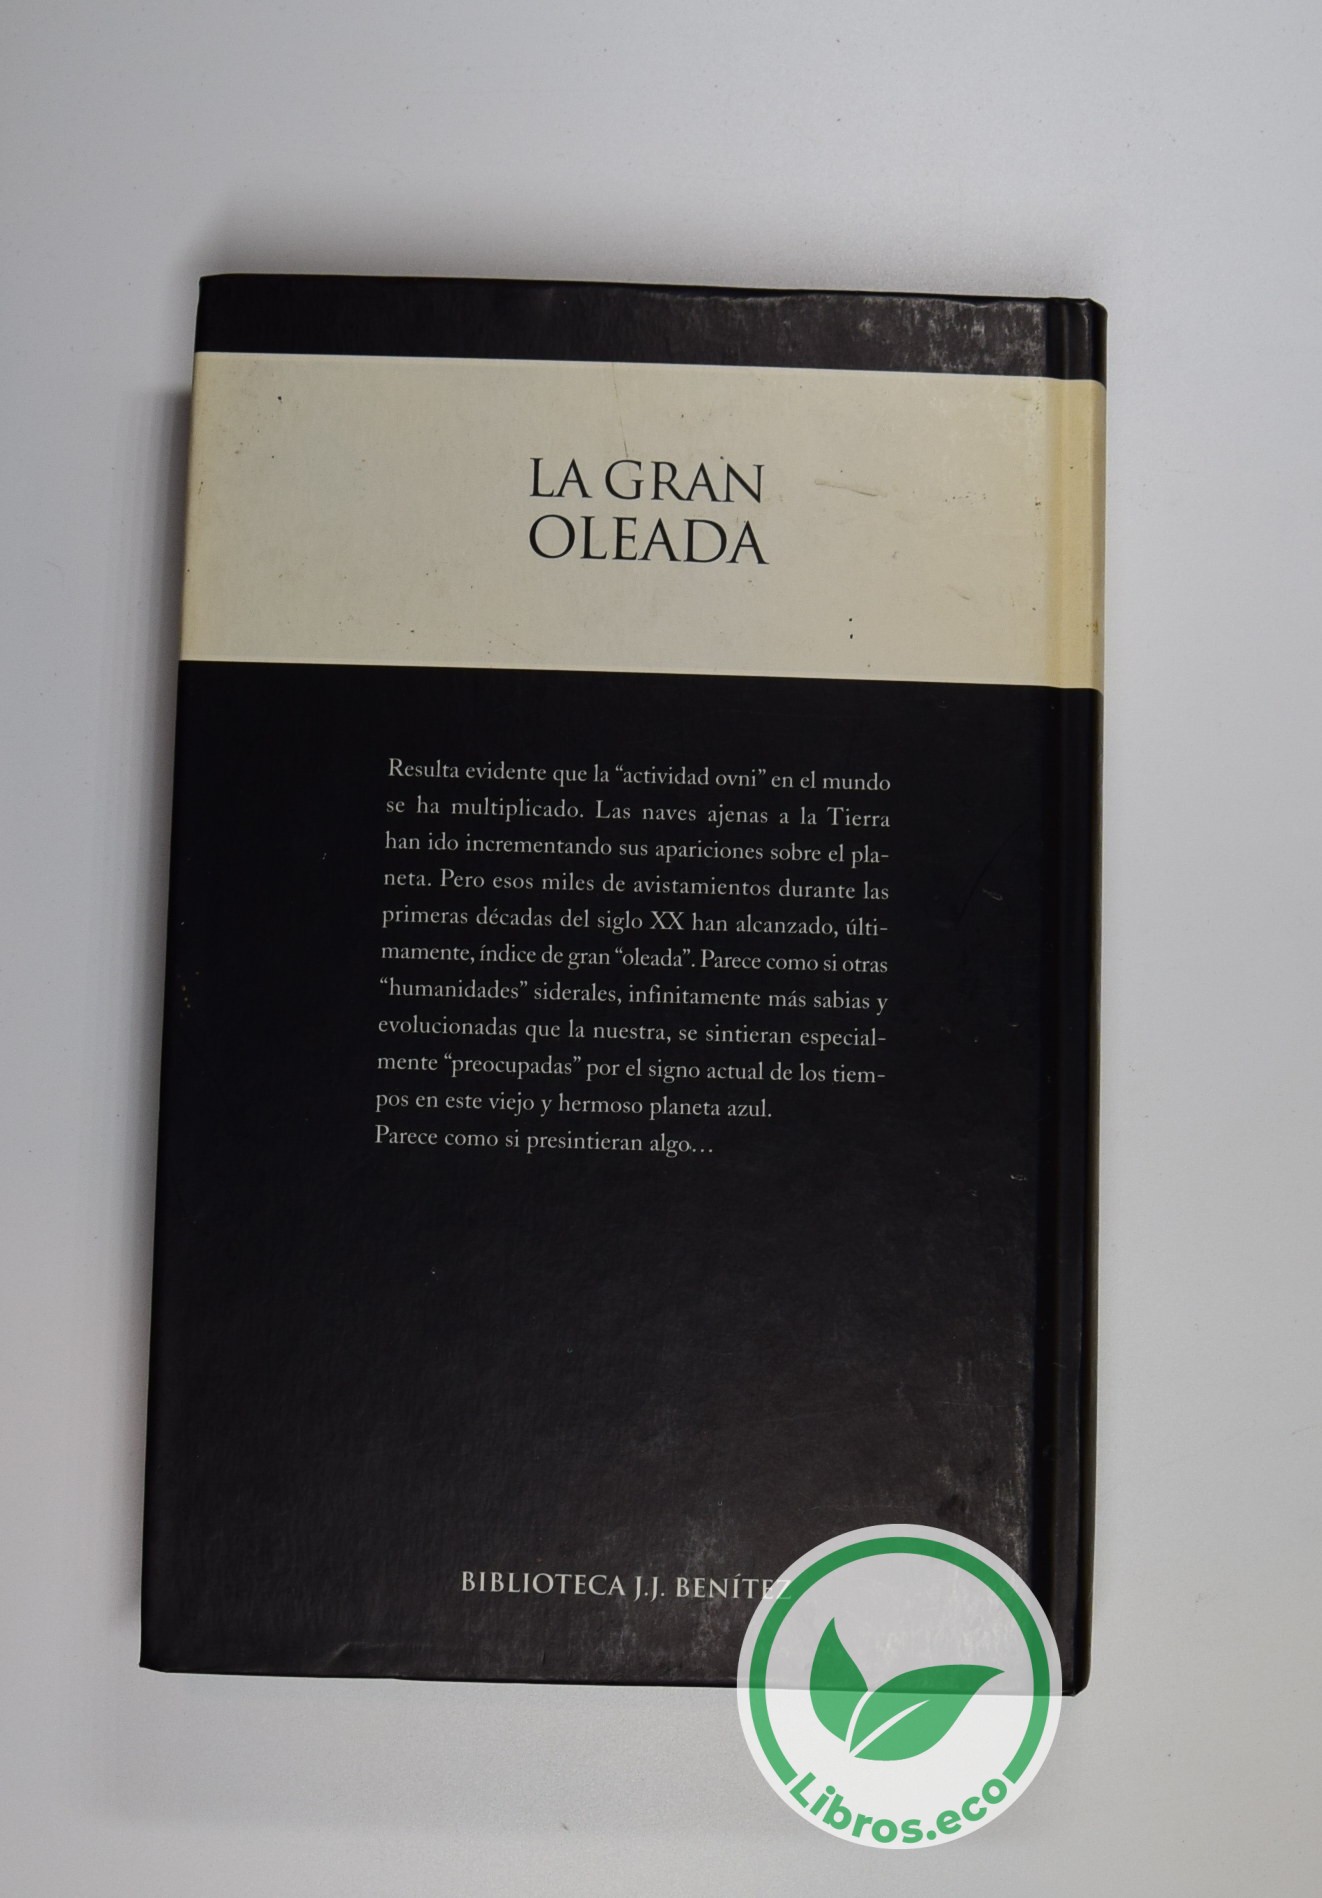 LA GRAN
OLEADA
Resulta evidente que la “actividad ovni” en el mundo
se ha multiplicado. Las naves ajenas a la Tierra
han ido incrementando sus apariciones sobre el pla-
neta. Pero esos miles de avistamientos durante las
primeras décadas del siglo XX han alcanzado, últi-
mamente, índice de gran “oleada”. Parece como si otras
“humanidades” siderales, infinitamente más sabias y
evolucionadas que la nuestra, se sintieran especial-
mente “preocupadas” por el signo actual de los tiem-
pos en este viejo y hermoso planeta azul.
Parece como si presintieran algo…
BIBLIOTECA J.J. BENÍTEZ
Libros.eco